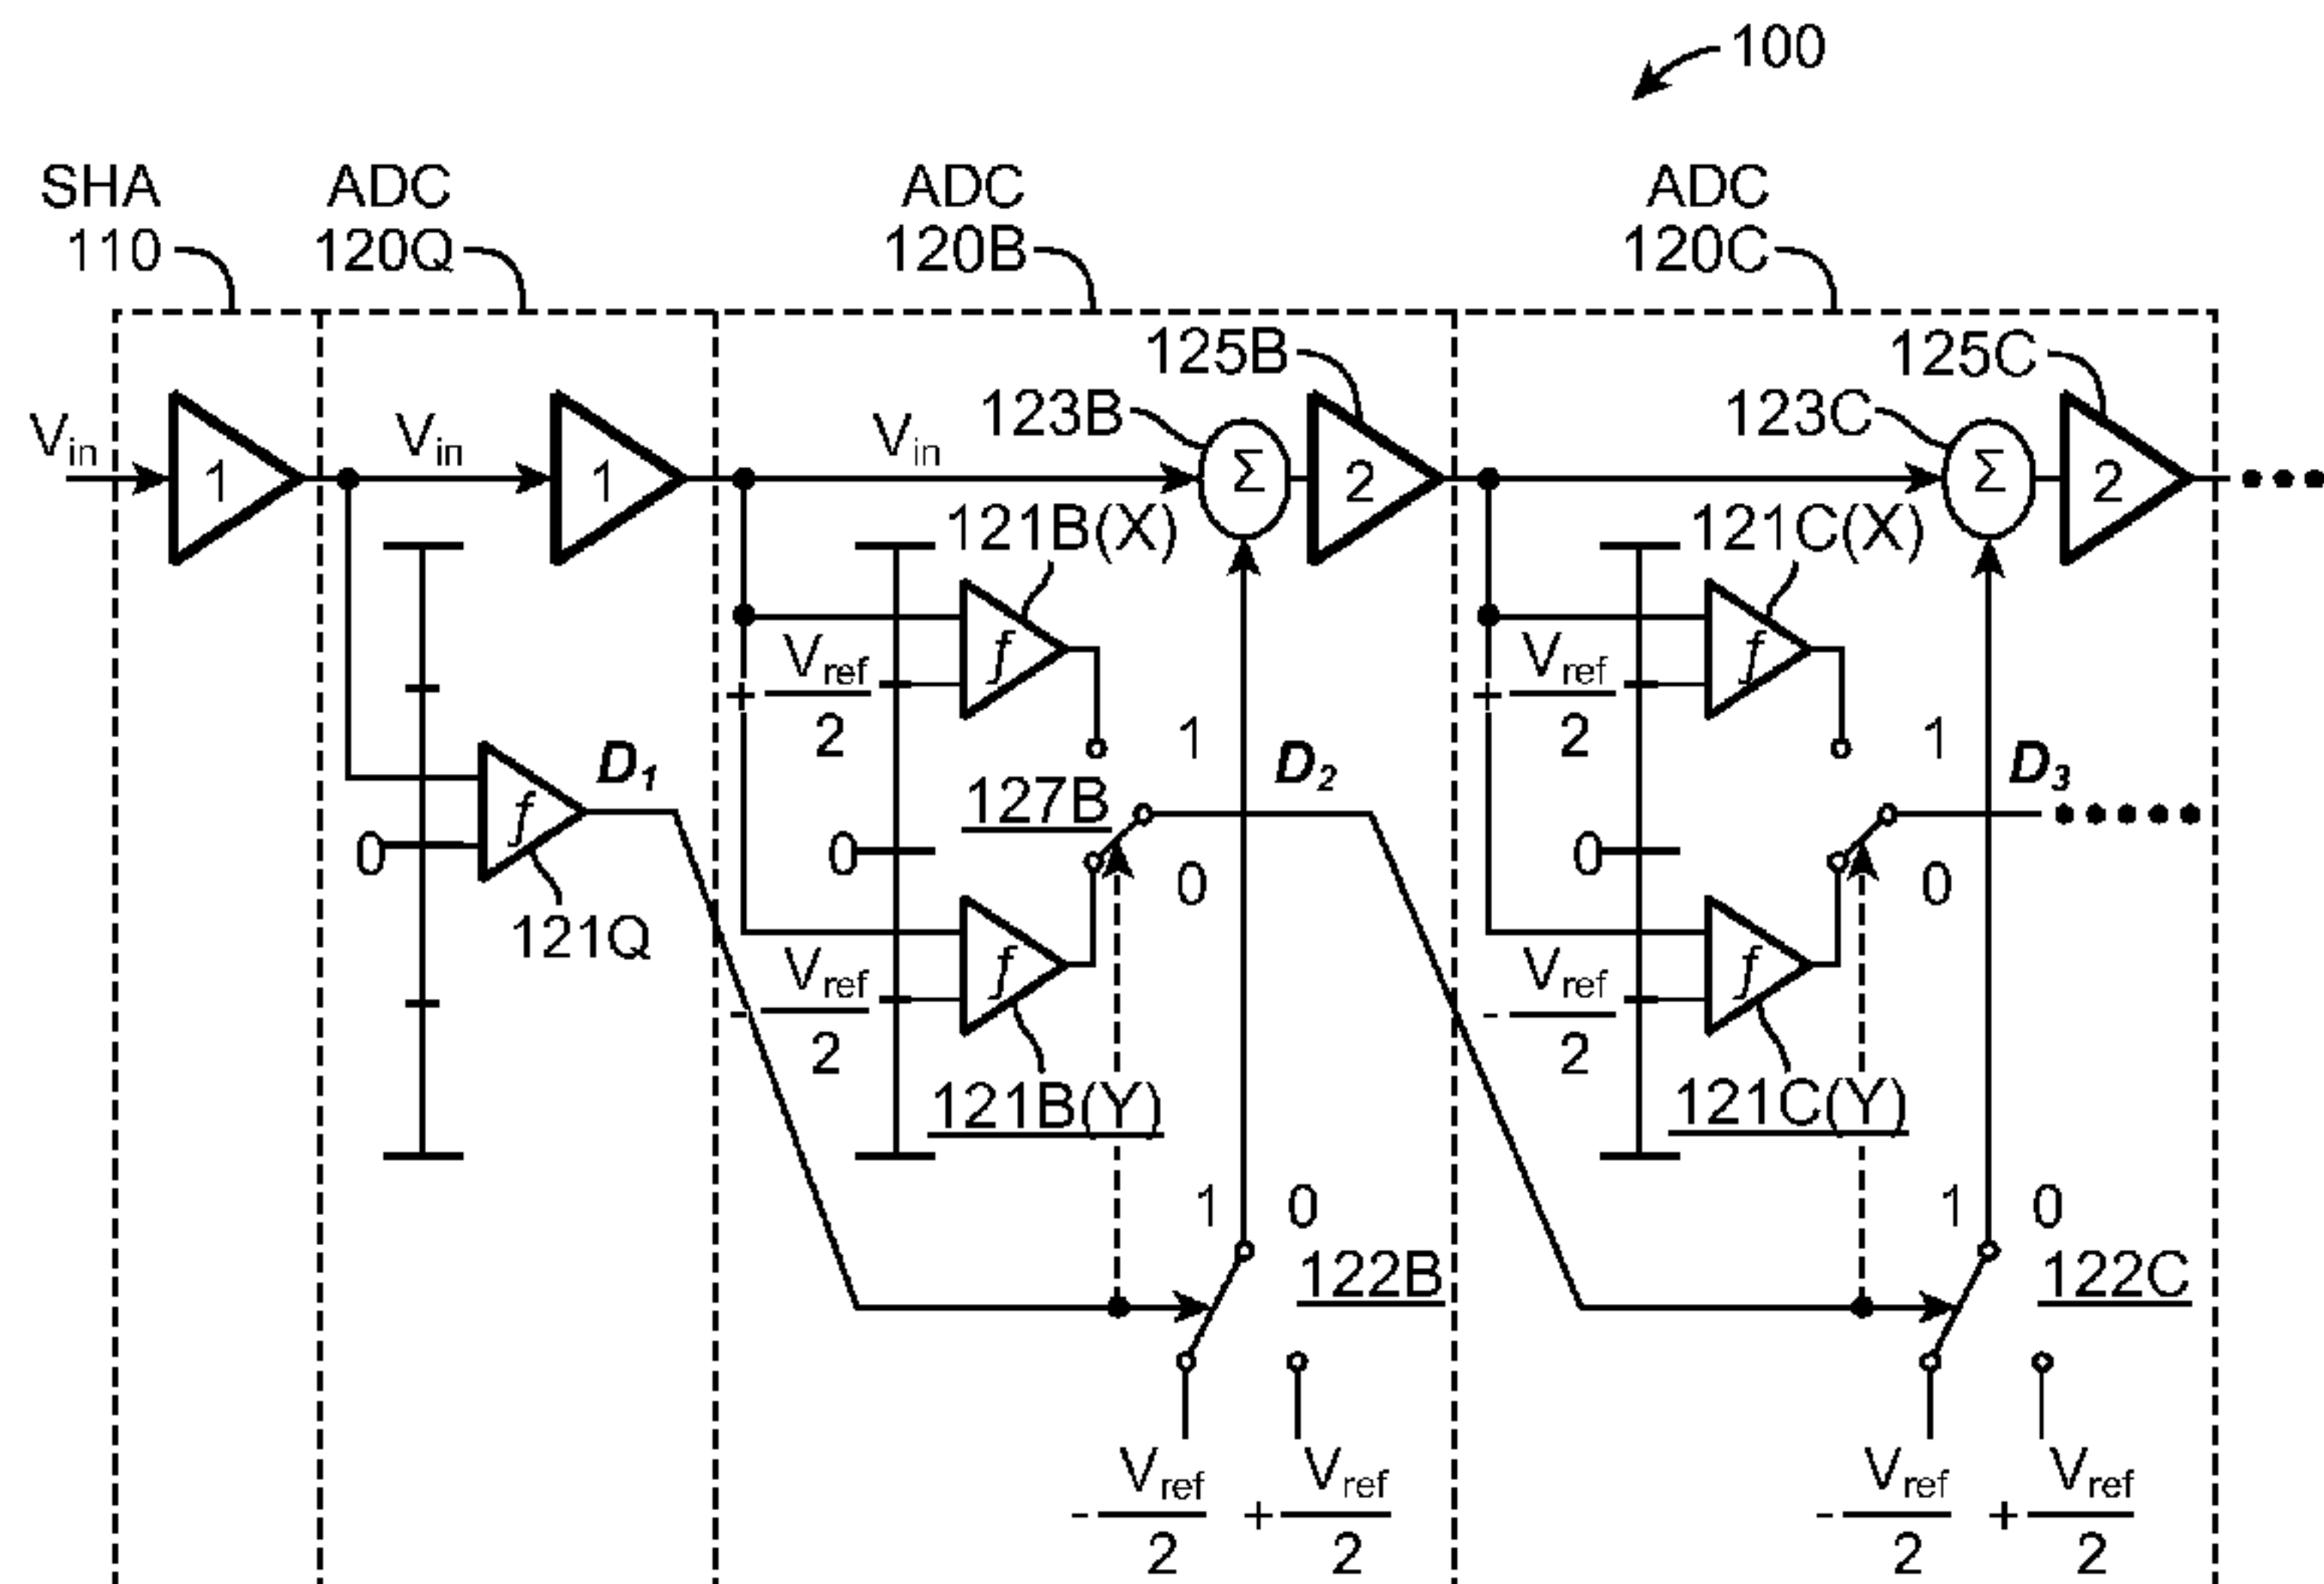 100
SHA
110
ADC
120Q
ADC
120B
ADC
120C
125B
125C
123B
123C
Vin
1
Vin
1
Vin
Σ
2
Σ
2
121B(X)
121C(X)
f
f
+ Vref
2
+ Vref
2
D1
1
D2
1
D3
127B
f
0
0
0
0
0
121Q
f
f
- Vref
2
- Vref
2
121B(Y)
121C(Y)
1 0
1 0
122B
122C
- Vref
2
+ Vref
2
- Vref
2
+ Vref
2